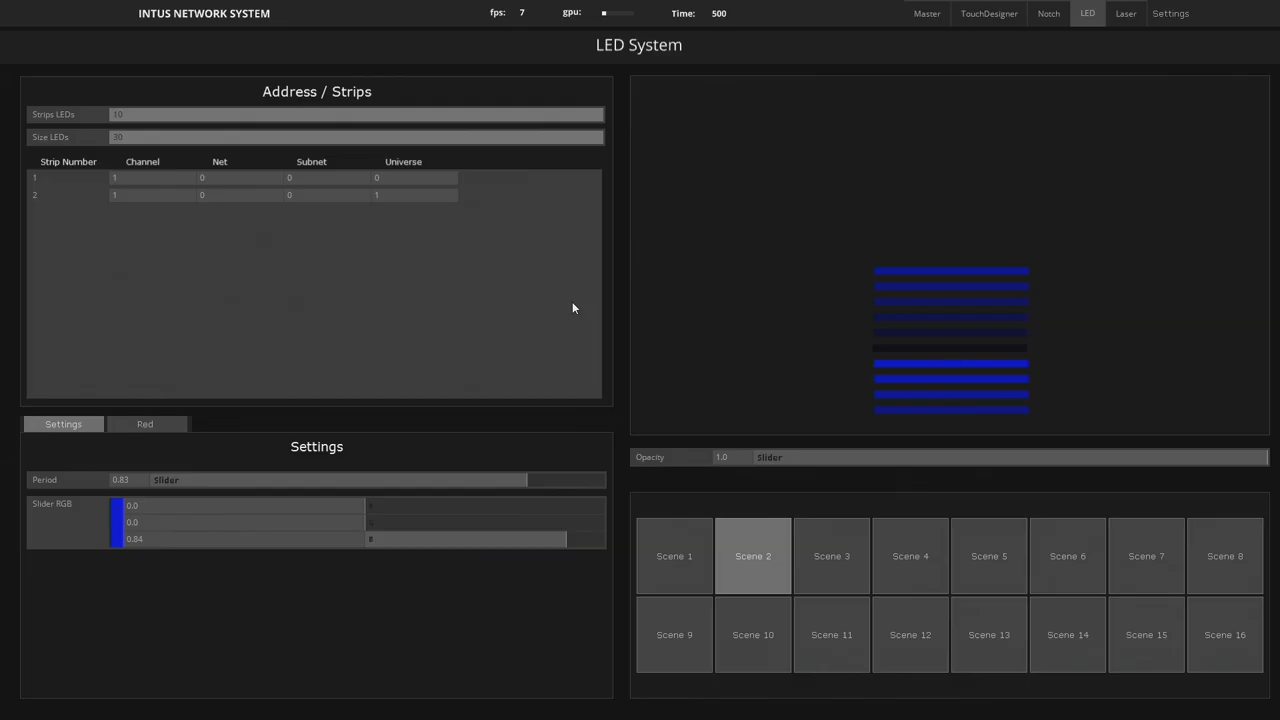 INTUS NETWORK SYSTEM fps: 7 gpu: Time: 500 Master TouchDesigner Notch LED Laser Settings
LED System
Address / Strips
Strips LEDs 10
Size LEDs 30
Strip Number Channel Net Subnet Universe
1 1 0 0 0
2 1 0 0 1
Settings Red
Settings
Period 0.83 Slider
Slider RGB 0.0
0.0
0.84
Opacity 1.0 Slider
Scene 1 Scene 2 Scene 3 Scene 4 Scene 5 Scene 6 Scene 7 Scene 8
Scene 9 Scene 10 Scene 11 Scene 12 Scene 13 Scene 14 Scene 15 Scene 16